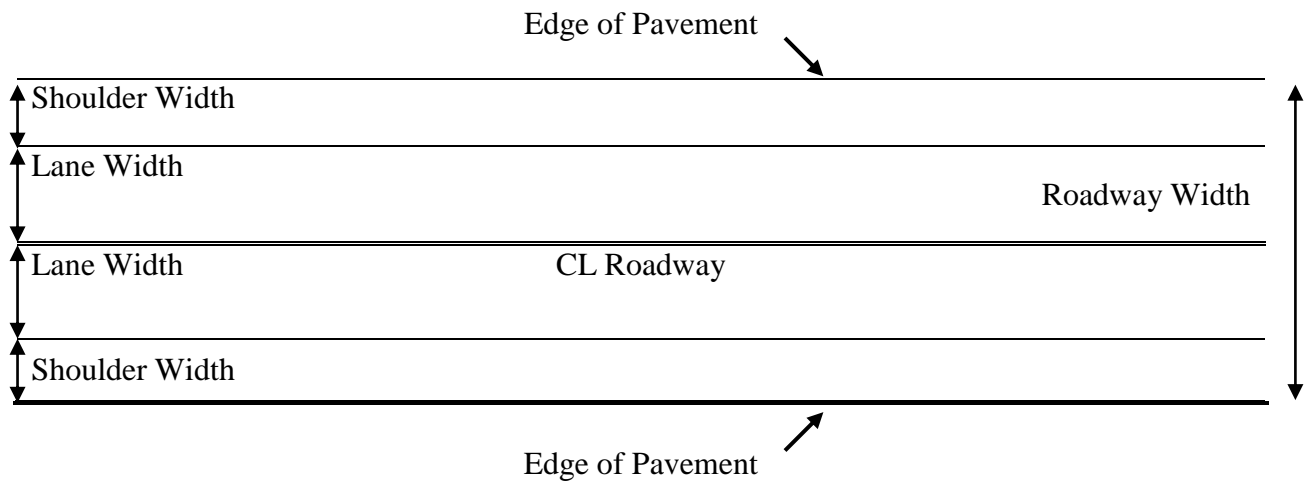 Edge of Pavement
Shoulder Width
Lane Width
Roadway Width
Lane Width
CL Roadway
Shoulder Width
Edge of Pavement